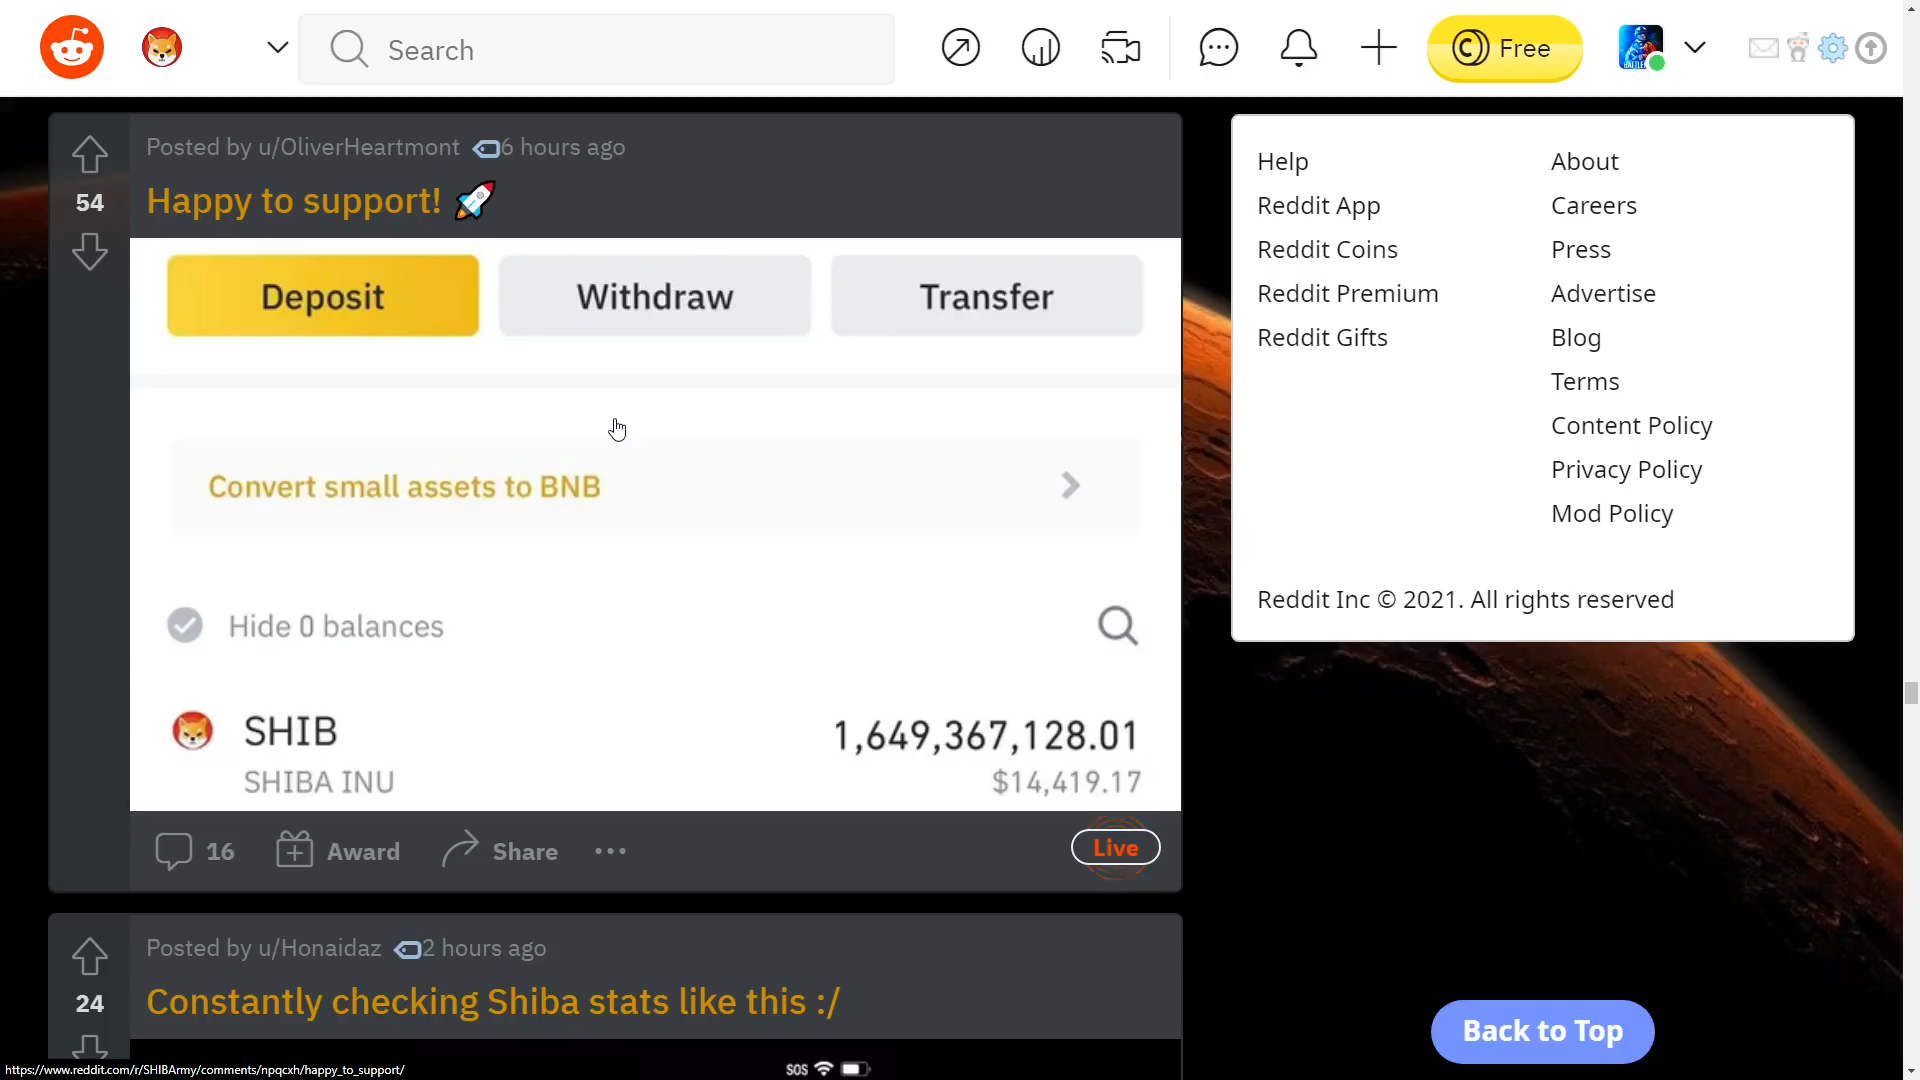 Search
Free
Posted by u/OliverHeartmont 6 hours ago
54
Happy to support! 🚀
Deposit
Withdraw
Transfer
Convert small assets to BNB
Hide 0 balances
SHIB
1,649,367,128.01
SHIBA INU
$14,419.17
16
Award
Share
Live
Posted by u/Honaidaz 2 hours ago
24
Constantly checking Shiba stats like this :/
SOS
Help
About
Reddit App
Careers
Reddit Coins
Press
Reddit Premium
Advertise
Reddit Gifts
Blog
Terms
Content Policy
Privacy Policy
Mod Policy
Reddit Inc © 2021. All rights reserved
Back to Top
https://www.reddit.com/r/SHIBArmy/comments/npqcxh/happy_to_support/